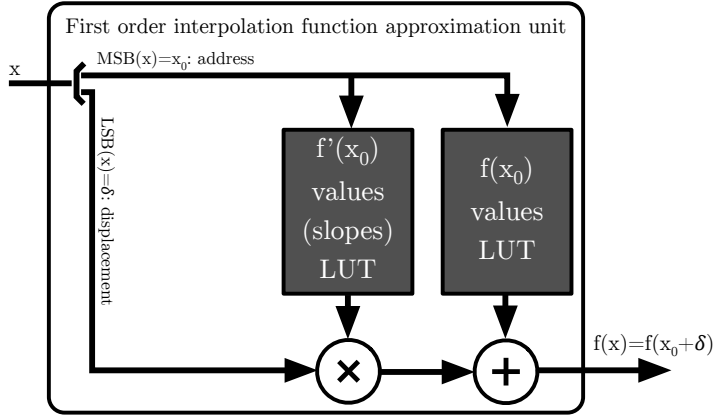 First order interpolation function approximation unit
MSB(x)=x₀: address
x
LSB(x)=δ: displacement
f'(x₀)
values
(slopes)
LUT
f(x₀)
values
LUT
×
+
f(x)=f(x₀+δ)